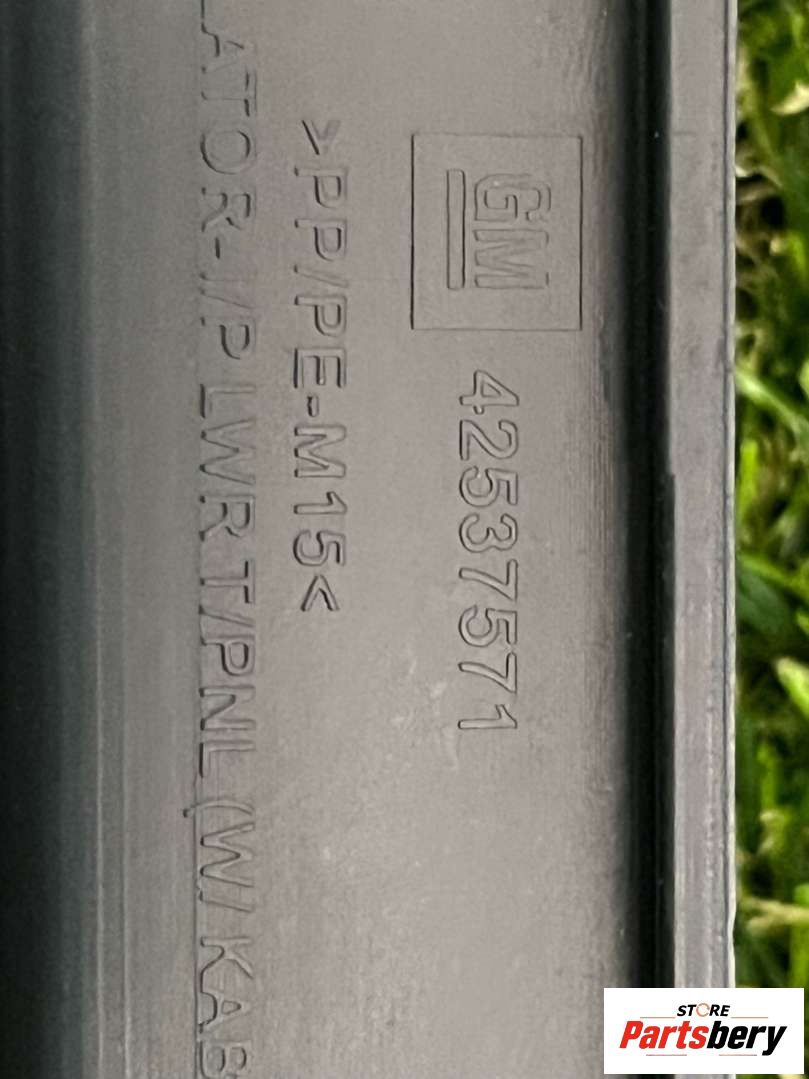 GM 42537571
>PP/PE-M15<
LATOR-I/P LWR T/PNL (W/ KAB
STORE
Partsbery